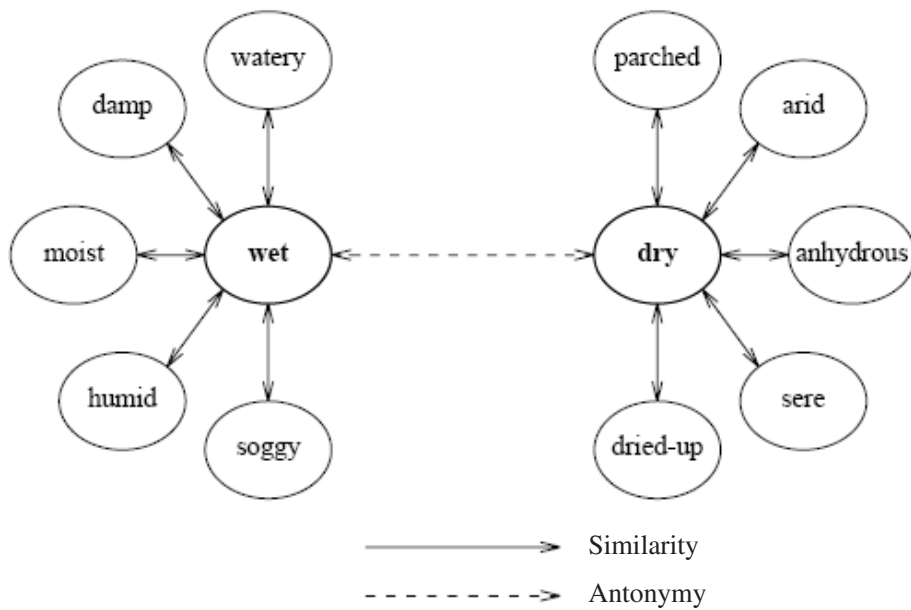 watery
parched
damp
arid
moist
wet
dry
anhydrous
humid
sere
soggy
dried-up
Similarity
Antonymy